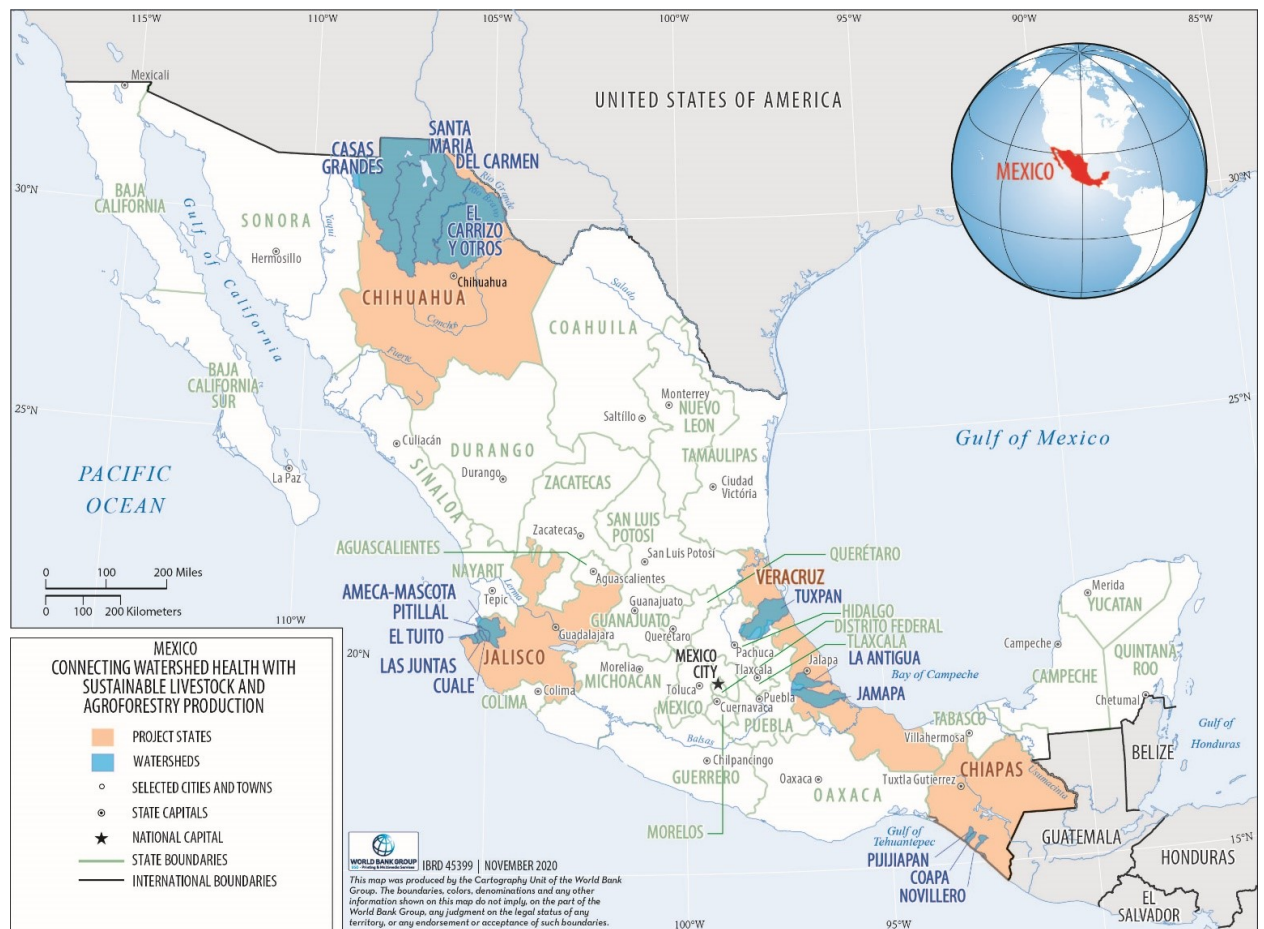 115°W
110°W
105°W
100°W
95°W
90°W
85°W
Mexicali
UNITED STATES OF AMERICA
MEXICO
CASAS
GRANDES
SANTA
MARIA
DEL CARMEN
Rio Grande
EL
CARRIZO
Y OTROS
30°N
30°N
BAJA
CALIFORNIA
Gulf of California
SONORA
Yaqui
Hermosillo
Chihuahua
CHIHUAHUA
Conchos
Salado
COAHUILA
Fuerte
BAJA
CALIFORNIA
SUR
25°N
25°N
Monterrey
Saltillo
NUEVO
LEON
Culiacán
DURANGO
Durango
TAMAULIPAS
Gulf of Mexico
PACIFIC
OCEAN
La Paz
SINALOA
ZACATECAS
Ciudad
Victória
Zacatecas
SAN LUIS
POTOSI
San Luis Potosí
AGUASCALIENTES
Aguascalientes
QUERÉTARO
NAYARIT
Lerma
Tepic
VERACRUZ
TUXPAN
0 100 200 Miles
0 100 200 Kilometers
AMECA-MASCOTA
PITILLAL
EL TUITO
LAS JUNTAS
CUALE
Guanajuato
GUANAJUATO
Querétaro
Guadalajara
JALISCO
HIDALGO
DISTRITO FEDERAL
TLAXCALA
Pachuca
MEXICO
CITY
Tlaxcala
Jalapa
LA ANTIGUA
JAMAPA
Bay of Campeche
Merida
YUCATAN
Campeche
QUINTANA
ROO
CAMPECHE
Chetumal
110°W
20°N
Morelia
MICHOACAN
Toluca
MEXICO
Puebla
Cuernavaca
PUEBLA
COLIMA
Colima
Balsas
TABASCO
Villahermosa
Gulf of
Honduras
BELIZE
Chilpancingo
GUERRERO
Oaxaca
OAXACA
Tuxtla Gutiérrez
CHIAPAS
Usumacinta
MORELOS
Gulf of
Tehuantepec
PIJIJIAPAN
COAPA
NOVILLERO
GUATEMALA
15°N
HONDURAS
EL
SALVADOR
100°W
95°W
MEXICO
CONNECTING WATERSHED HEALTH WITH
SUSTAINABLE LIVESTOCK AND
AGROFORESTRY PRODUCTION
PROJECT STATES
WATERSHEDS
SELECTED CITIES AND TOWNS
STATE CAPITALS
NATIONAL CAPITAL
STATE BOUNDARIES
INTERNATIONAL BOUNDARIES
WORLD BANK GROUP
IBRD 45399 | NOVEMBER 2020
This map was produced by the Cartography Unit of the World Bank
Group. The boundaries, colors, denominations and any other
information shown on this map do not imply, on the part of the
World Bank Group, any judgment on the legal status of any
territory, or any endorsement or acceptance of such boundaries.